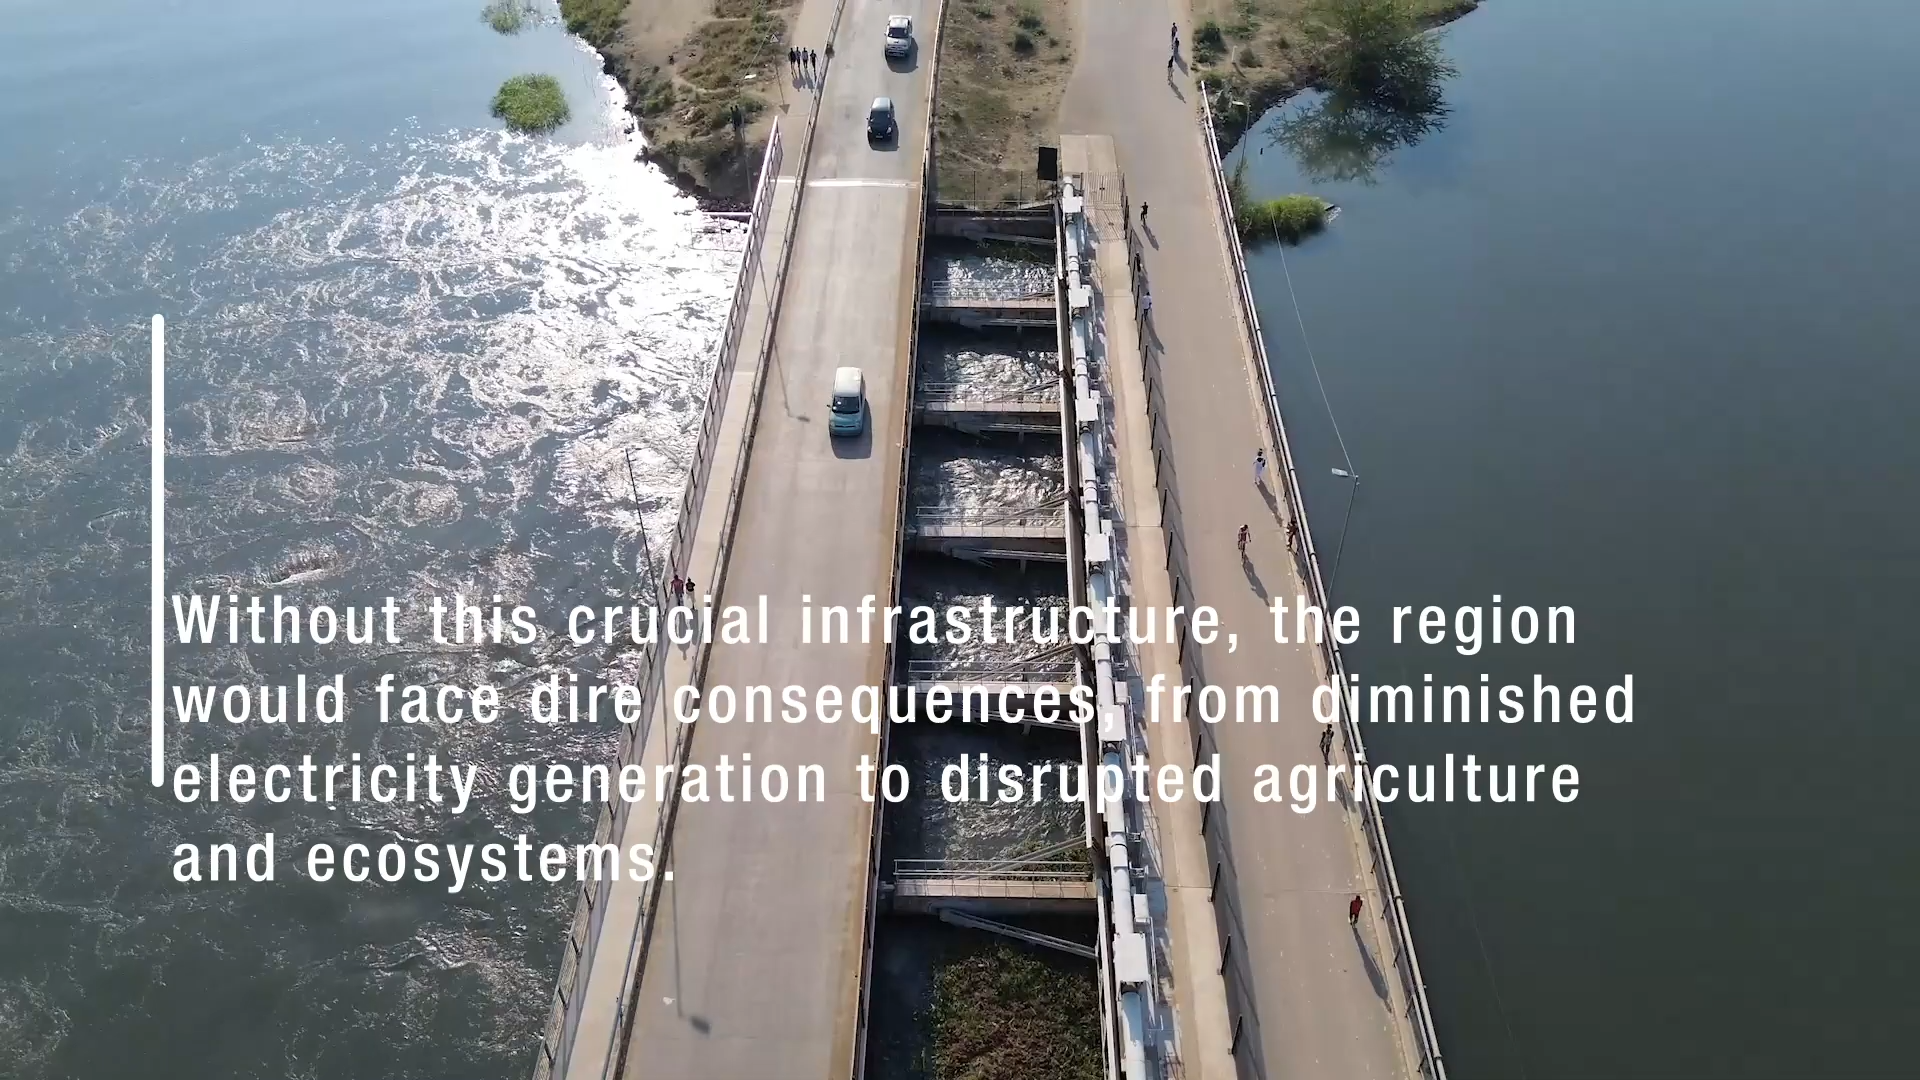 Without this crucial infrastructure, the region
would face dire consequences, from diminished
electricity generation to disrupted agriculture
and ecosystems.